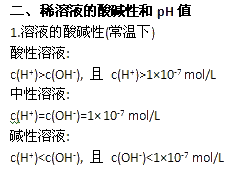 二、稀溶液的酸碱性和 pH 值
1.溶液的酸碱性(常温下)
酸性溶液:
c(H⁺)>c(OH⁻), 且 c(H⁺)>1×10⁻⁷ mol/L
中性溶液:
c(H⁺)=c(OH⁻)=1×10⁻⁷ mol/L
碱性溶液:
c(H⁺)<c(OH⁻), 且 c(OH⁻)<1×10⁻⁷ mol/L